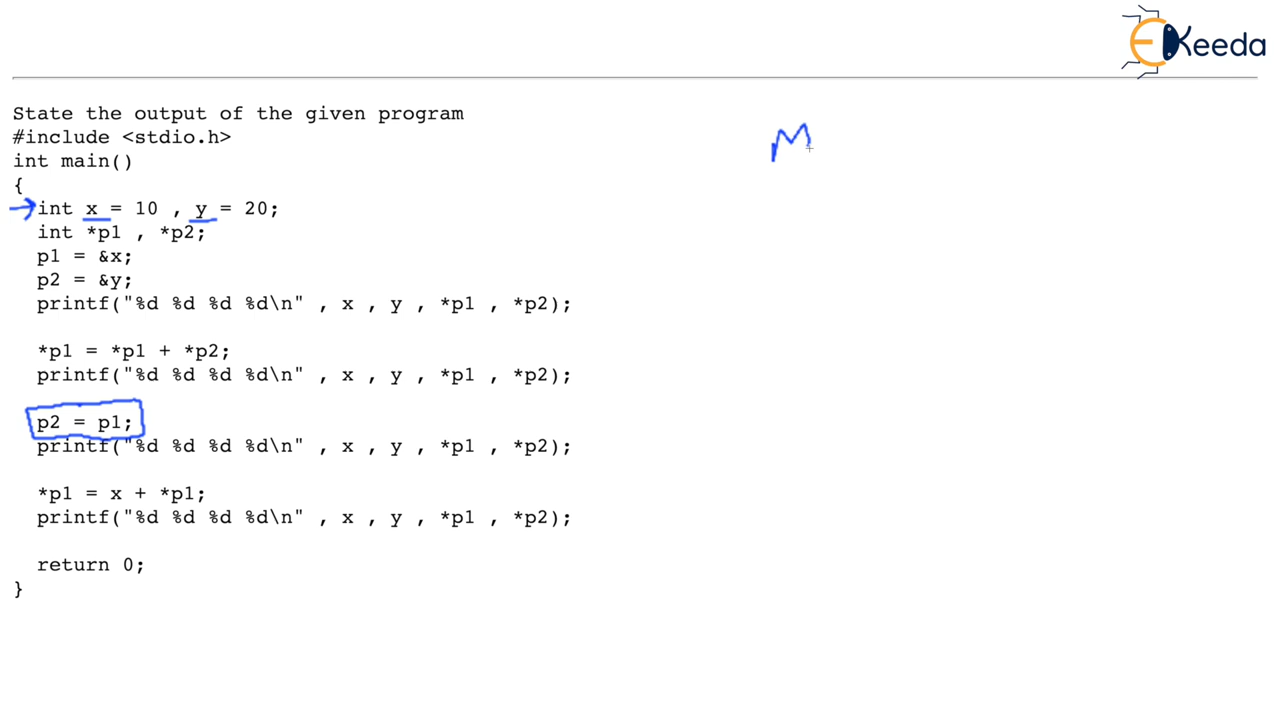 EKeeda
State the output of the given program
#include <stdio.h>
int main()
{
int x = 10 , y = 20;
int *p1 , *p2;
p1 = &x;
p2 = &y;
printf("%d %d %d %d\n" , x , y , *p1 , *p2);
*p1 = *p1 + *p2;
printf("%d %d %d %d\n" , x , y , *p1 , *p2);
p2 = p1;
printf("%d %d %d %d\n" , x , y , *p1 , *p2);
*p1 = x + *p1;
printf("%d %d %d %d\n" , x , y , *p1 , *p2);
return 0;
}
M